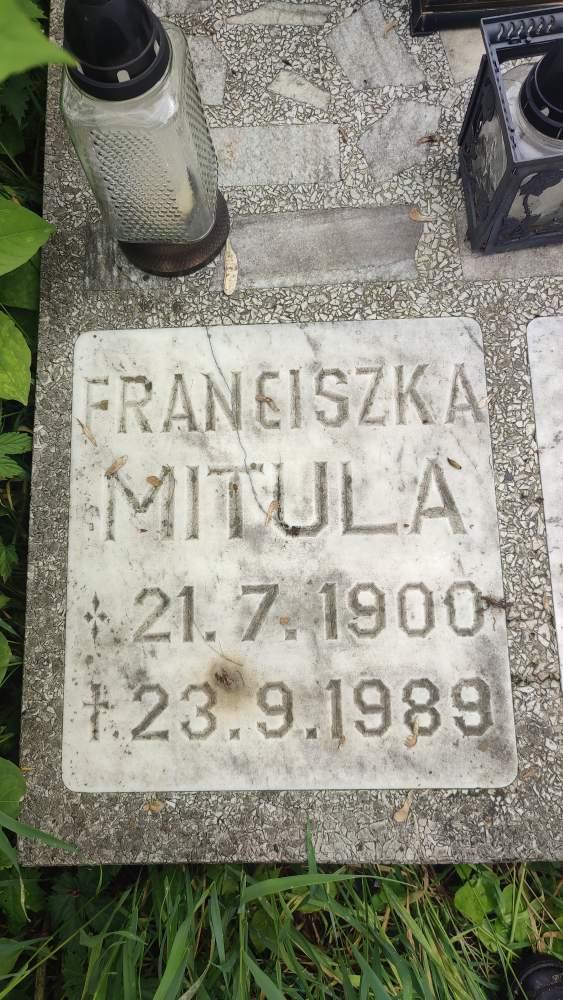 FRANCISZKA
MITULA
21.7.1900
†.23.9.1989